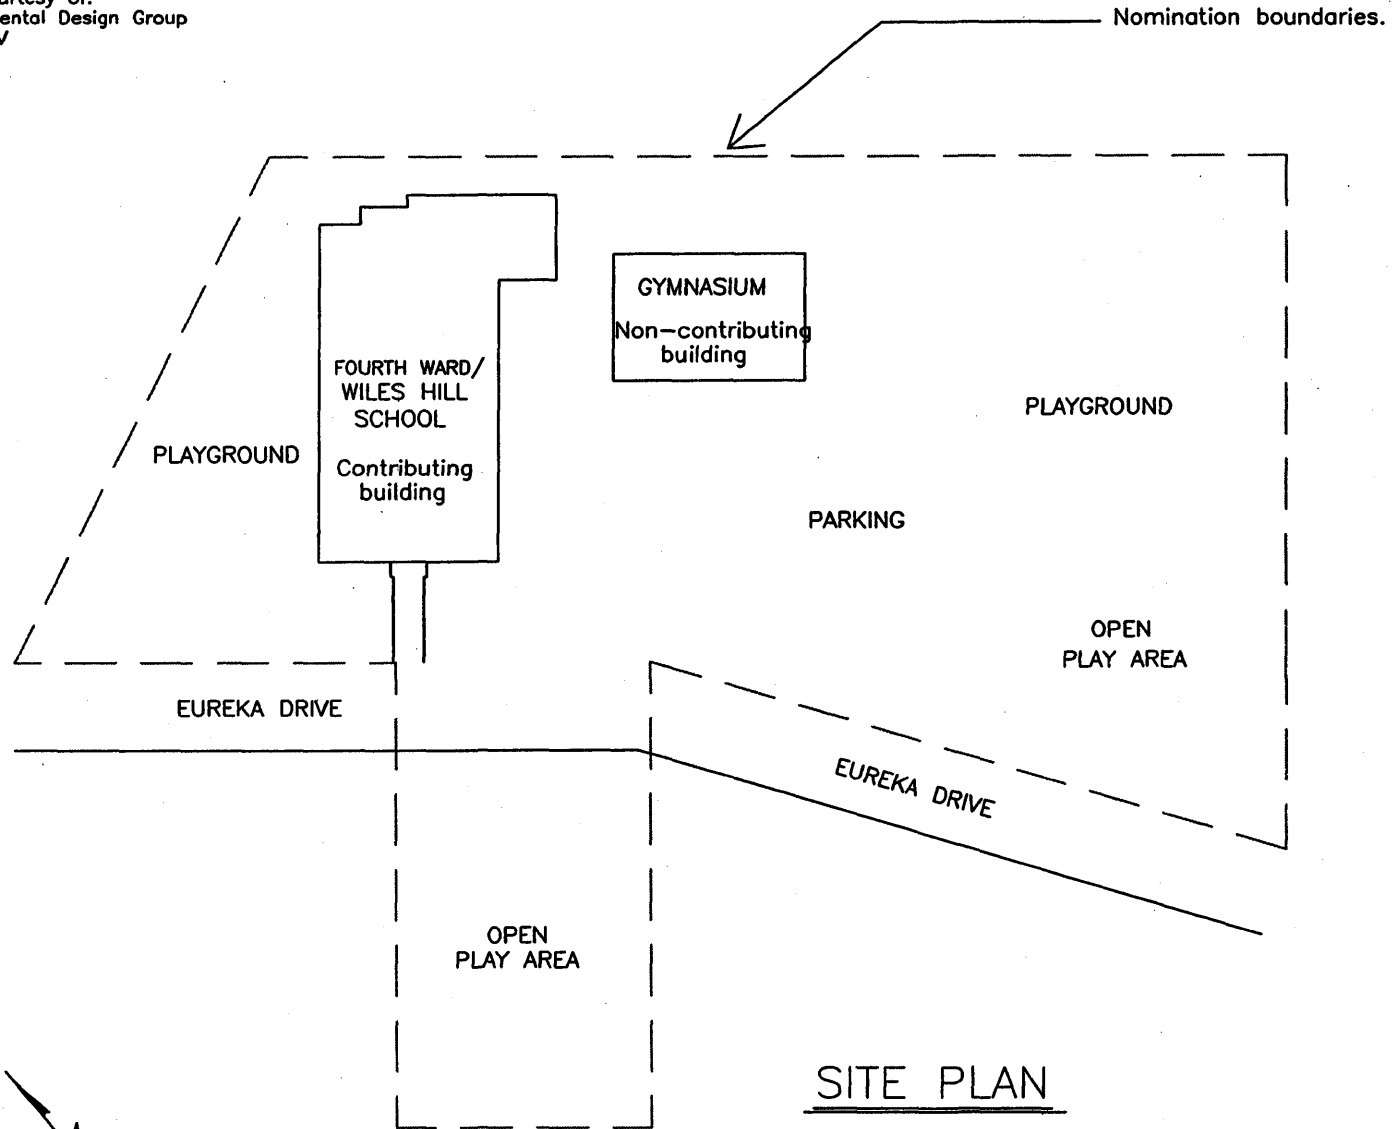 ental Design Group
Nomination boundaries.
GYMNASIUM
Non-contributing
building
FOURTH WARD/
WILES HILL
SCHOOL
Contributing
building
PLAYGROUND
PLAYGROUND
PARKING
OPEN
PLAY AREA
EUREKA DRIVE
EUREKA DRIVE
OPEN
PLAY AREA
SITE PLAN